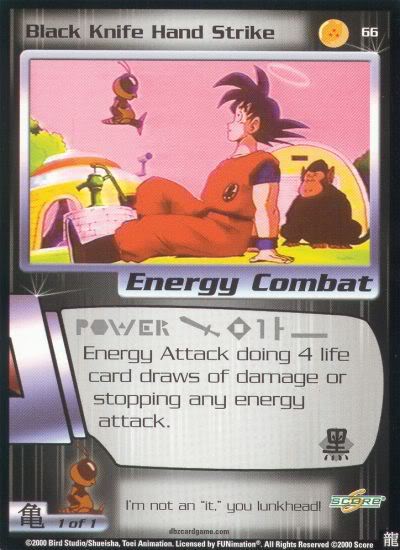 Black Knife Hand Strike 66
Energy Combat
POWER
Energy Attack doing 4 life
card draws of damage or
stopping any energy
attack.
黒
亀 1 of 1
I'm not an "it," you lunkhead!
SCORE
dbzcardgame.com
©2000 Bird Studio/Shueisha, Toei Animation. Licensed by FUNimation®. All Rights Reserved ©2000 Score
龍